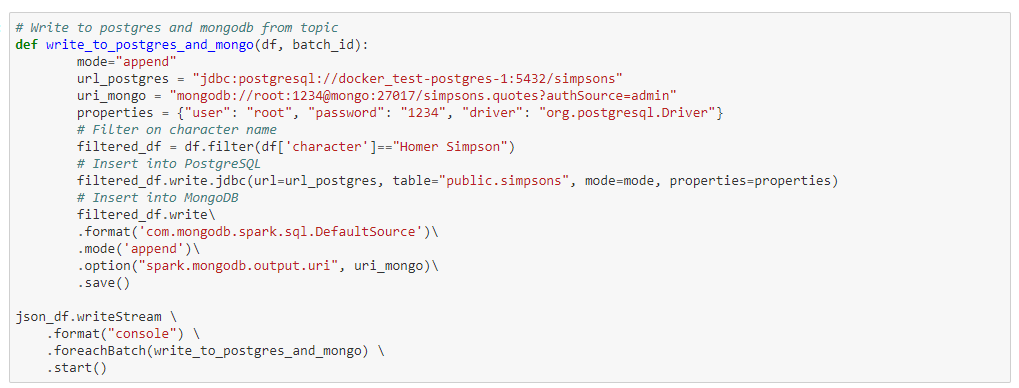 # Write to postgres and mongodb from topic
def write_to_postgres_and_mongo(df, batch_id):
        mode="append"
        url_postgres = "jdbc:postgresql://docker_test-postgres-1:5432/simpsons"
        uri_mongo = "mongodb://root:1234@mongo:27017/simpsons.quotes?authSource=admin"
        properties = {"user": "root", "password": "1234", "driver": "org.postgresql.Driver"}
        # Filter on character name
        filtered_df = df.filter(df['character']=="Homer Simpson")
        # Insert into PostgreSQL
        filtered_df.write.jdbc(url=url_postgres, table="public.simpsons", mode=mode, properties=properties)
        # Insert into MongoDB
        filtered_df.write\
        .format('com.mongodb.spark.sql.DefaultSource')\
        .mode('append')\
        .option("spark.mongodb.output.uri", uri_mongo)\
        .save()

json_df.writeStream \
    .format("console") \
    .foreachBatch(write_to_postgres_and_mongo) \
    .start()